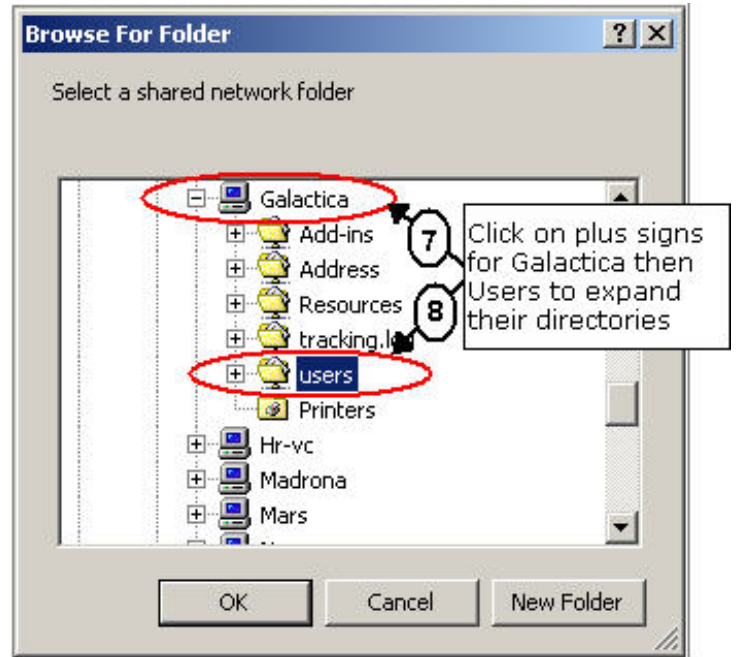 Browse For Folder
Select a shared network folder
Galactica
Add-ins
Address
Resources
users
Printers
Hr-vc
Madrona
Mars
7
8
Click on plus signs
for Galactica then
Users to expand
their directories
OK
Cancel
New Folder